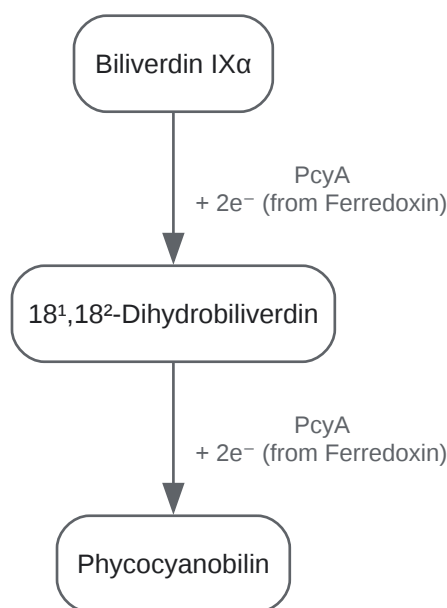 Biliverdin IXα
PcyA
+ 2e⁻ (from Ferredoxin)
18¹,18²-Dihydrobiliverdin
PcyA
+ 2e⁻ (from Ferredoxin)
Phycocyanobilin